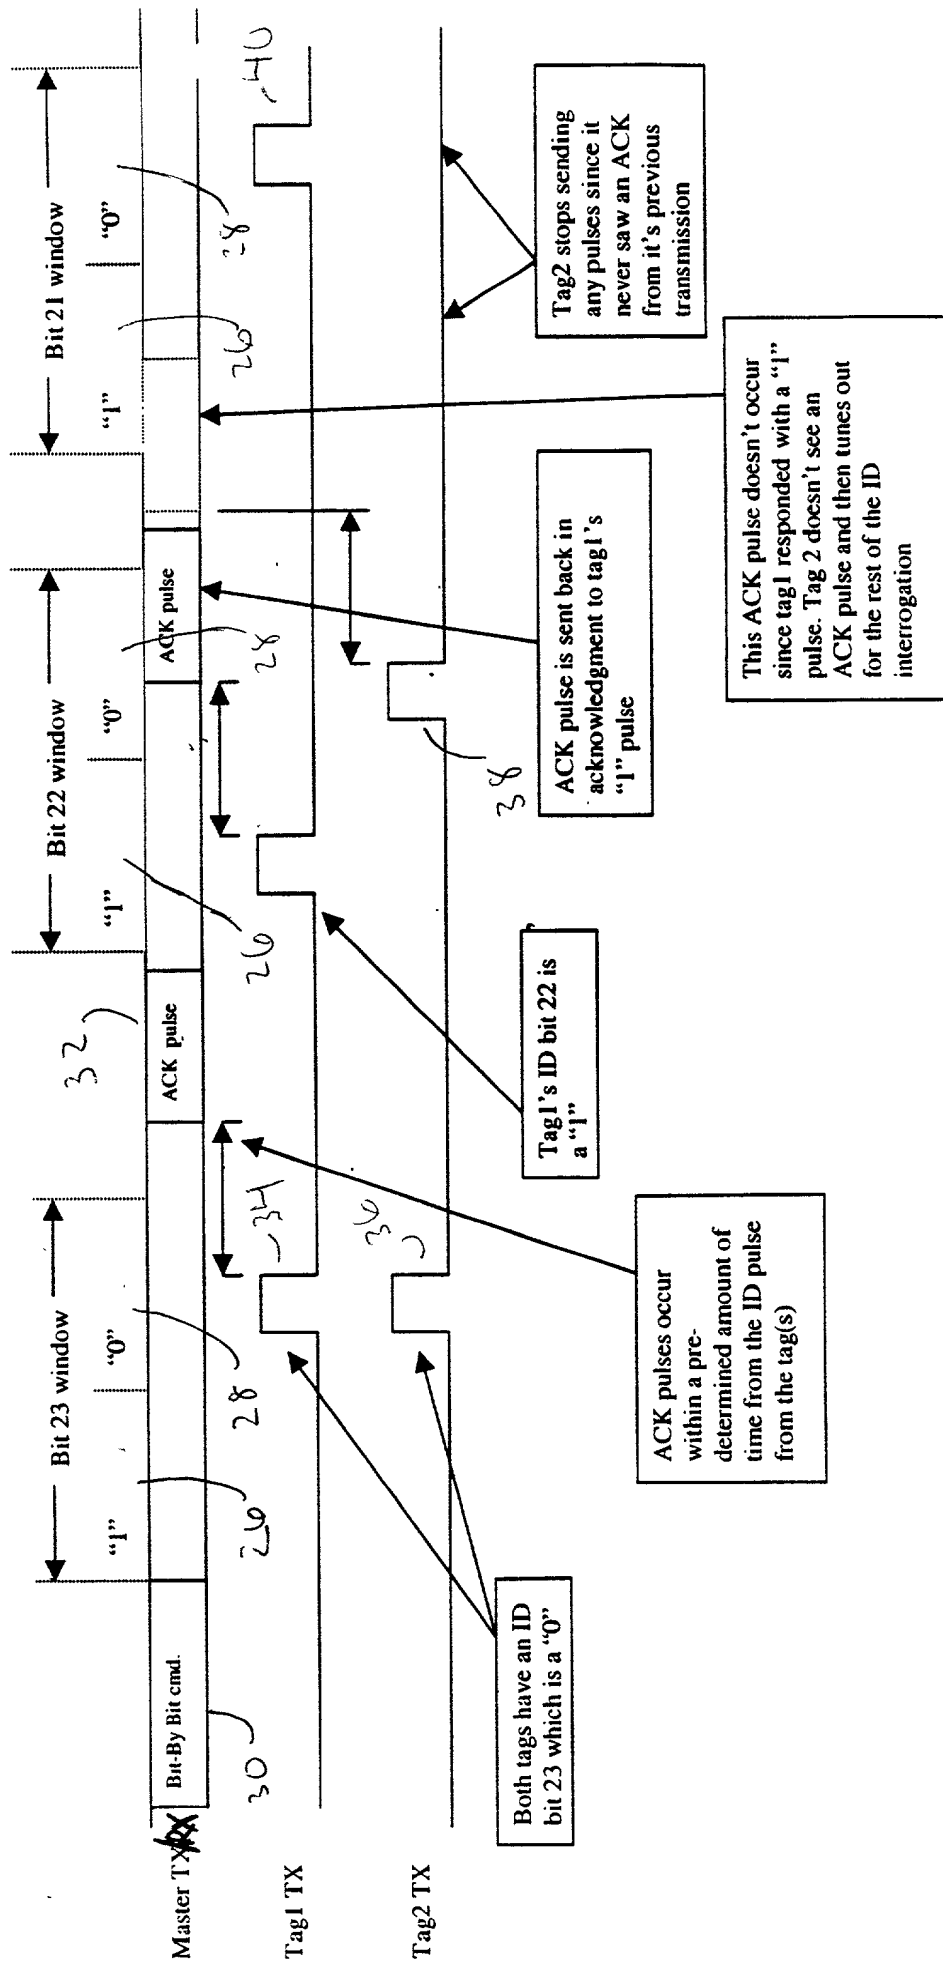 Bit 23 window
Bit 22 window
Bit 21 window
"1"
"0"
"1"
"0"
"1"
"0"
32
Master TX
Bit-By Bit cmd.
ACK pulse
ACK pulse
30
26
28
26
28
26
28
Tag1 TX
34
40
Tag2 TX
36
38
Both tags have an ID
bit 23 which is a "0"
ACK pulses occur
within a pre-
determined amount of
time from the ID pulse
from the tag(s)
Tag1's ID bit 22 is
a "1"
ACK pulse is sent back in
acknowledgment to tag1's
"1" pulse
This ACK pulse doesn't occur
since tag1 responded with a "1"
pulse. Tag 2 doesn't see an
ACK pulse and then tunes out
for the rest of the ID
interrogation
Tag2 stops sending
any pulses since it
never saw an ACK
from it's previous
transmission